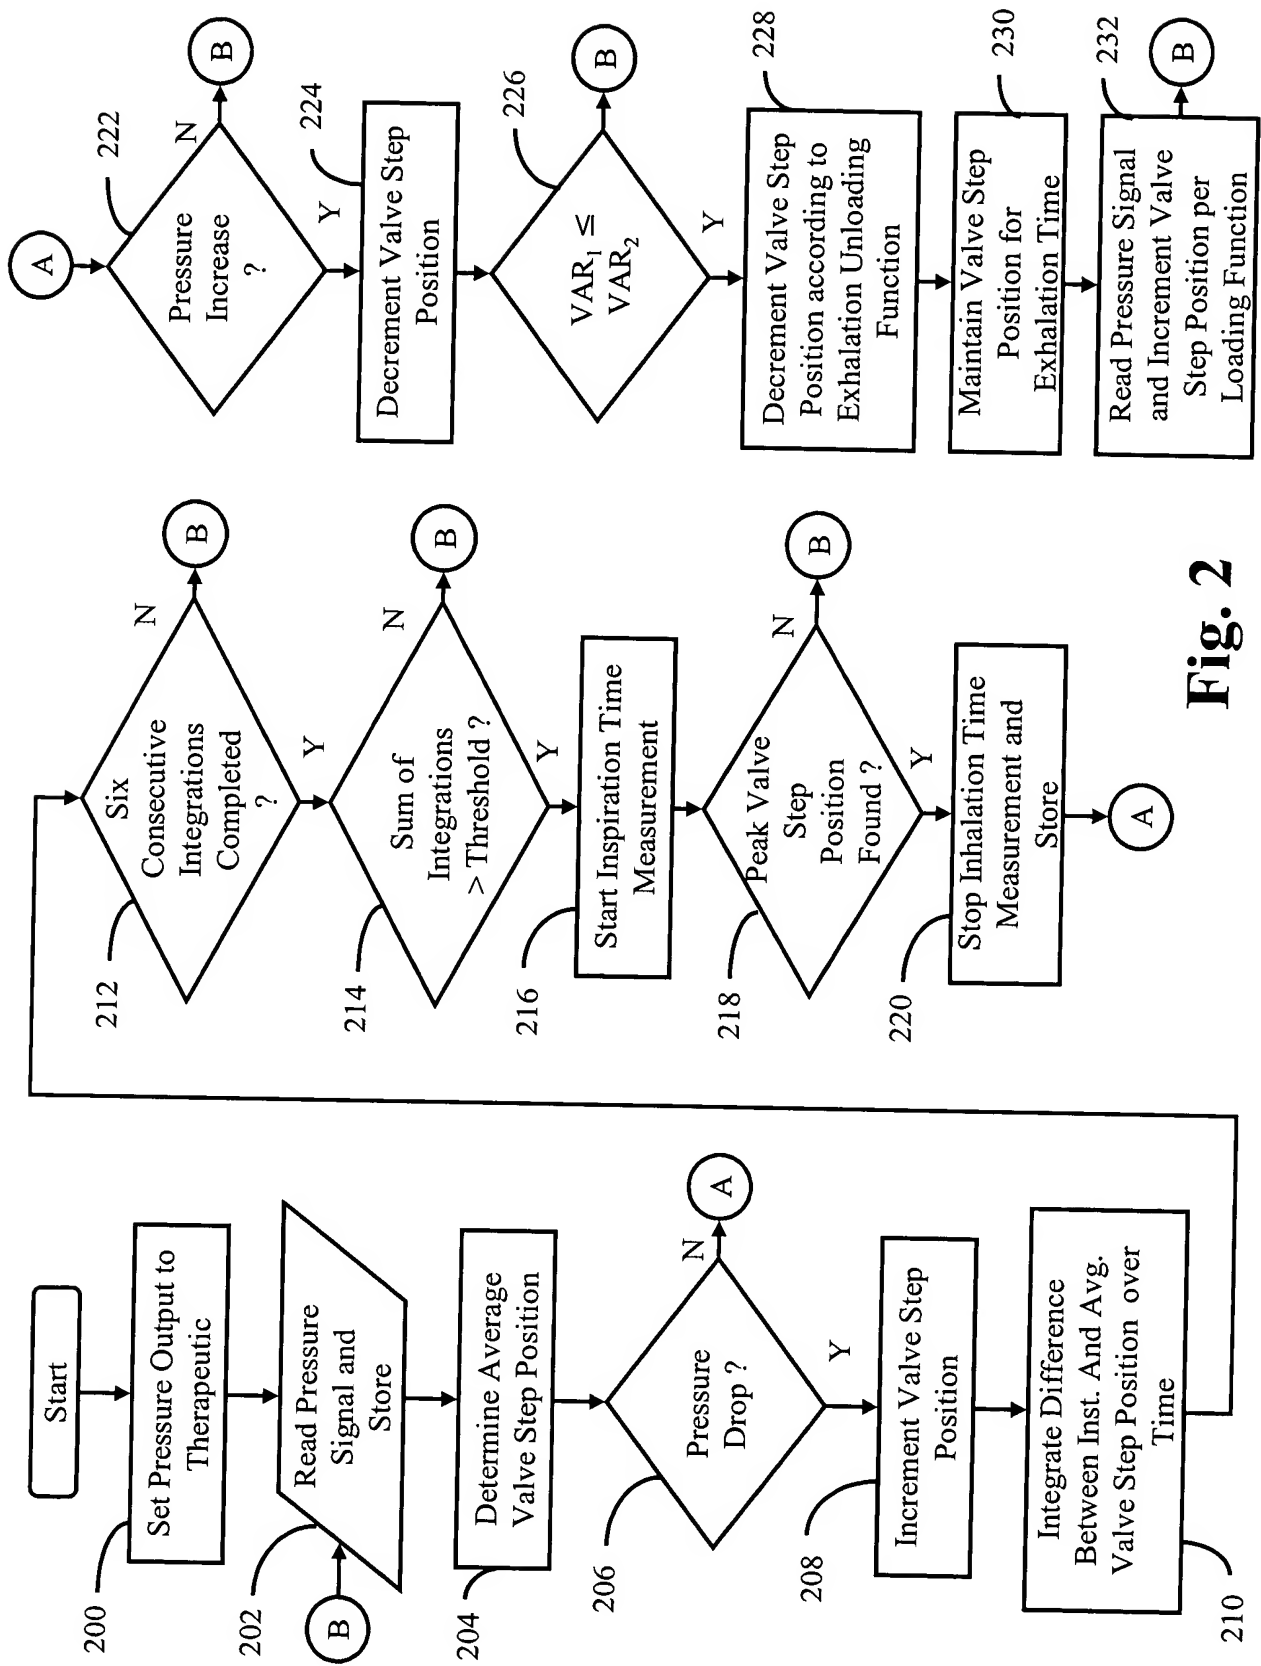 Start
200
Set Pressure Output to
Therapeutic
202
Read Pressure
Signal and
Store
B
204
Determine Average
Valve Step Position
206
Pressure
Drop ?
N
A
Y
208
Increment Valve Step
Position
210
Integrate Difference
Between Inst. And Avg.
Valve Step Position over
Time
212
Six
Consecutive
Integrations
Completed
?
N
B
Y
214
Sum of
Integrations
> Threshold ?
N
B
Y
216
Start Inspiration Time
Measurement
218
Peak Valve
Step
Position
Found ?
N
B
Y
220
Stop Inhalation Time
Measurement and
Store
A
A
222
Pressure
Increase
?
N
B
Y
224
Decrement Valve Step
Position
226
VAR1 ≤
VAR2
B
Y
228
Decrement Valve Step
Position according to
Exhalation Unloading
Function
230
Maintain Valve Step
Position for
Exhalation Time
232
Read Pressure Signal
and Increment Valve
Step Position per
Loading Function
B
Fig. 2